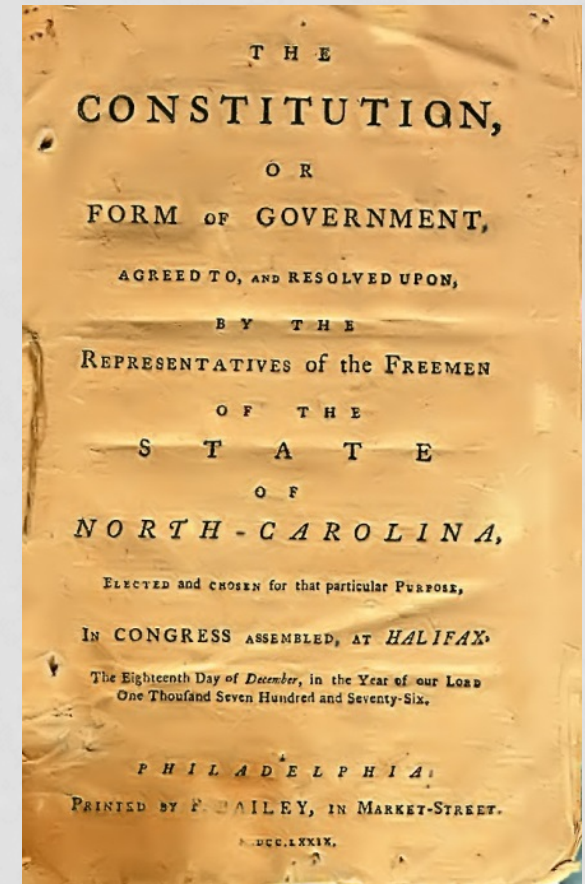 THE
CONSTITUTION,
OR
FORM OF GOVERNMENT,
AGREED TO, AND RESOLVED UPON,
BY THE
REPRESENTATIVES of the FREEMEN
OF THE
STATE
OF
NORTH-CAROLINA,
ELECTED and CHOSEN for that particular PURPOSE,
IN CONGRESS ASSEMBLED, AT HALIFAX,
The Eighteenth Day of December, in the Year of our LORD
One Thouſand Seven Hundred and Seventy-Six.
PHILADELPHIA:
PRINTED BY F. BAILEY, IN MARKET-STREET.
M.DCC.LXXIX.